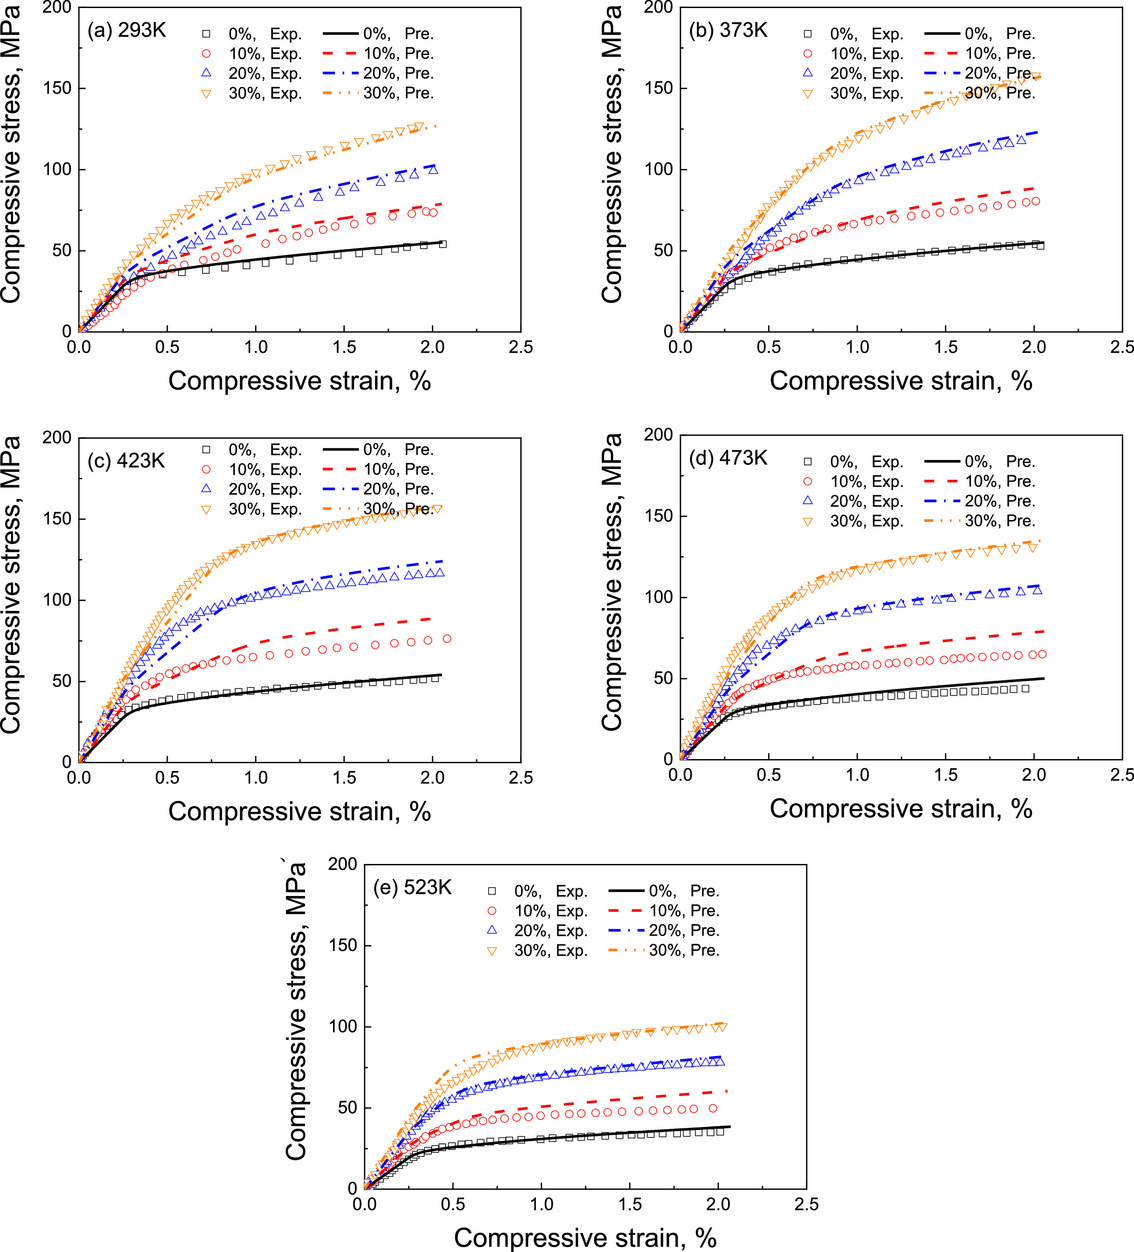 (a) 293K
0%, Exp. 0%, Pre.
10%, Exp. 10%, Pre.
20%, Exp. 20%, Pre.
30%, Exp. 30%, Pre.
Compressive stress, MPa
200
150
100
50
0
0.0 0.5 1.0 1.5 2.0 2.5
Compressive strain, %
(b) 373K
0%, Exp. 0%, Pre.
10%, Exp. 10%, Pre.
20%, Exp. 20%, Pre.
30%, Exp. 30%, Pre.
Compressive stress, MPa
200
150
100
50
0
0.0 0.5 1.0 1.5 2.0 2.5
Compressive strain, %
(c) 423K
0%, Exp. 0%, Pre.
10%, Exp. 10%, Pre.
20%, Exp. 20%, Pre.
30%, Exp. 30%, Pre.
Compressive stress, MPa
200
150
100
50
0
0.0 0.5 1.0 1.5 2.0 2.5
Compressive strain, %
(d) 473K
0%, Exp. 0%, Pre.
10%, Exp. 10%, Pre.
20%, Exp. 20%, Pre.
30%, Exp. 30%, Pre.
Compressive stress, MPa
200
150
100
50
0
0.0 0.5 1.0 1.5 2.0 2.5
Compressive strain, %
(e) 523K
0%, Exp. 0%, Pre.
10%, Exp. 10%, Pre.
20%, Exp. 20%, Pre.
30%, Exp. 30%, Pre.
Compressive stress, MPa
200
150
100
50
0
0.0 0.5 1.0 1.5 2.0 2.5
Compressive strain, %